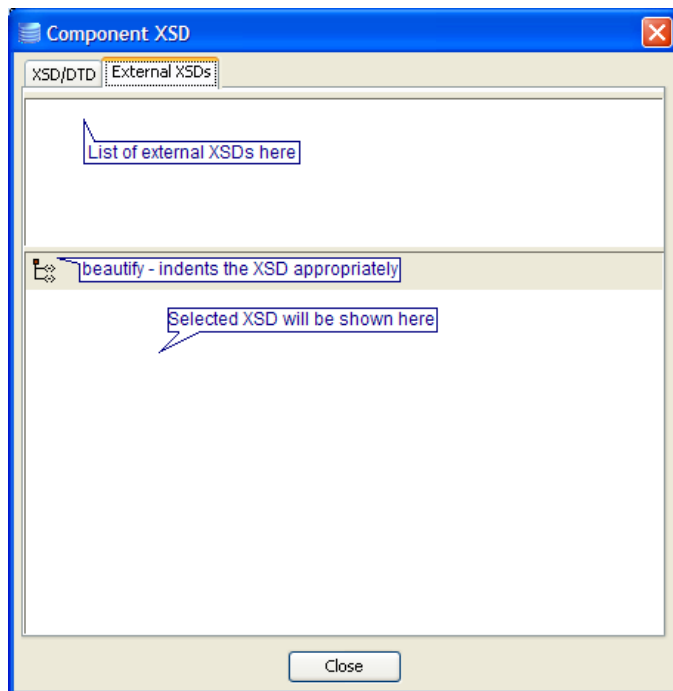 Component XSD
XSD/DTD External XSDs
List of external XSDs here
beautify - indents the XSD appropriately
Selected XSD will be shown here
Close